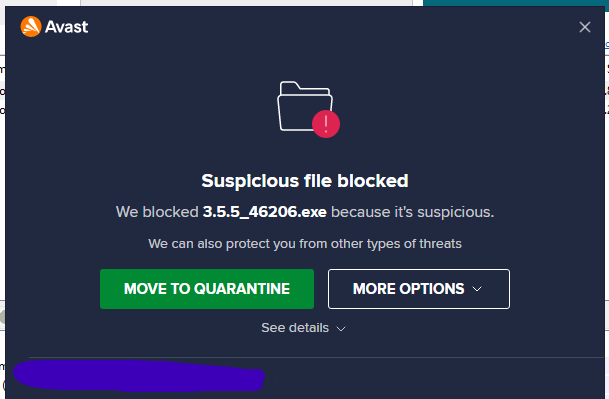 Avast
Suspicious file blocked
We blocked 3.5.5_46206.exe because it's suspicious.
We can also protect you from other types of threats
MOVE TO QUARANTINE
MORE OPTIONS
See details